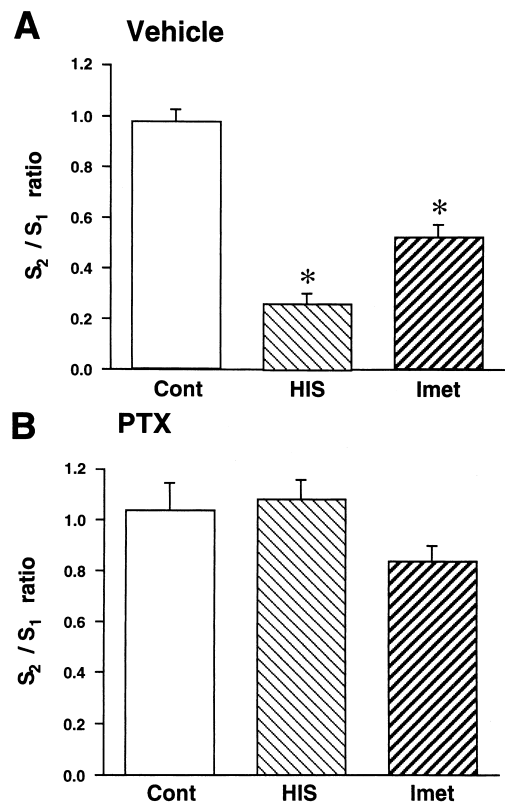 A Vehicle
1.2
1.0
0.8
0.6
0.4
0.2
0.0
S2 / S1 ratio
*
*
Cont HIS Imet
B PTX
1.2
1.0
0.8
0.6
0.4
0.2
0.0
S2 / S1 ratio
Cont HIS Imet